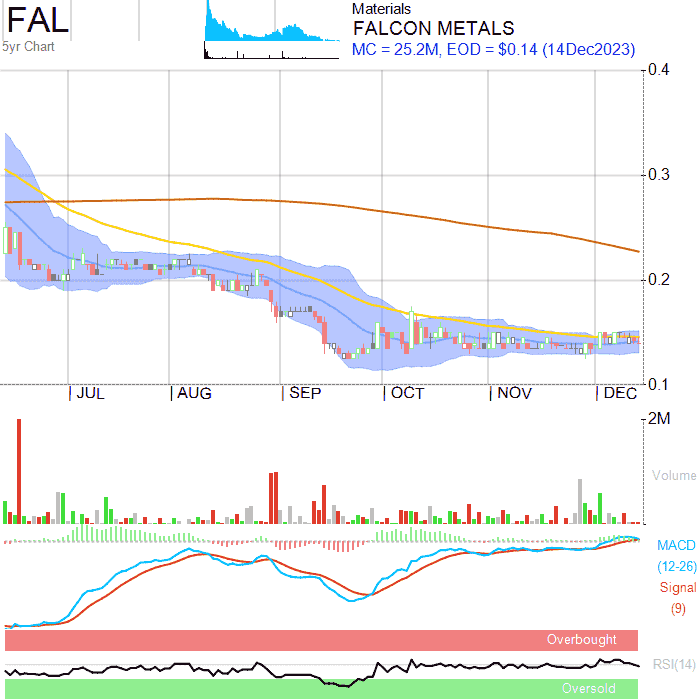 FAL
5yr Chart
Materials
FALCON METALS
MC = 25.2M, EOD = $0.14 (14Dec2023)
0.4
0.3
0.2
0.1
JUL AUG SEP OCT NOV DEC
2M
Volume
MACD
(12-26)
Signal
(9)
Overbought
RSI(14)
Oversold